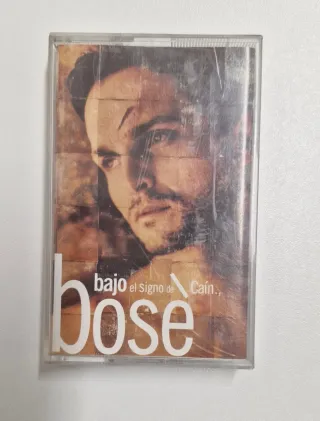 bajo el Signo de Caín.,
bosè